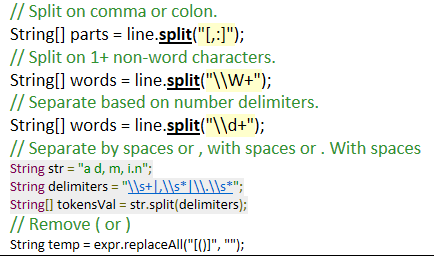 // Split on comma or colon.
String[] parts = line.split("[,:]");
// Split on 1+ non-word characters.
String[] words = line.split("\\W+");
// Separate based on number delimiters.
String[] words = line.split("\\d+");
// Separate by spaces or , with spaces or . With spaces
String str = "a d, m, i.n";
String delimiters = "\\s+|,\\s*|\\.\\s*";
String[] tokensVal = str.split(delimiters);
// Remove ( or )
String temp = expr.replaceAll("[()]", "");